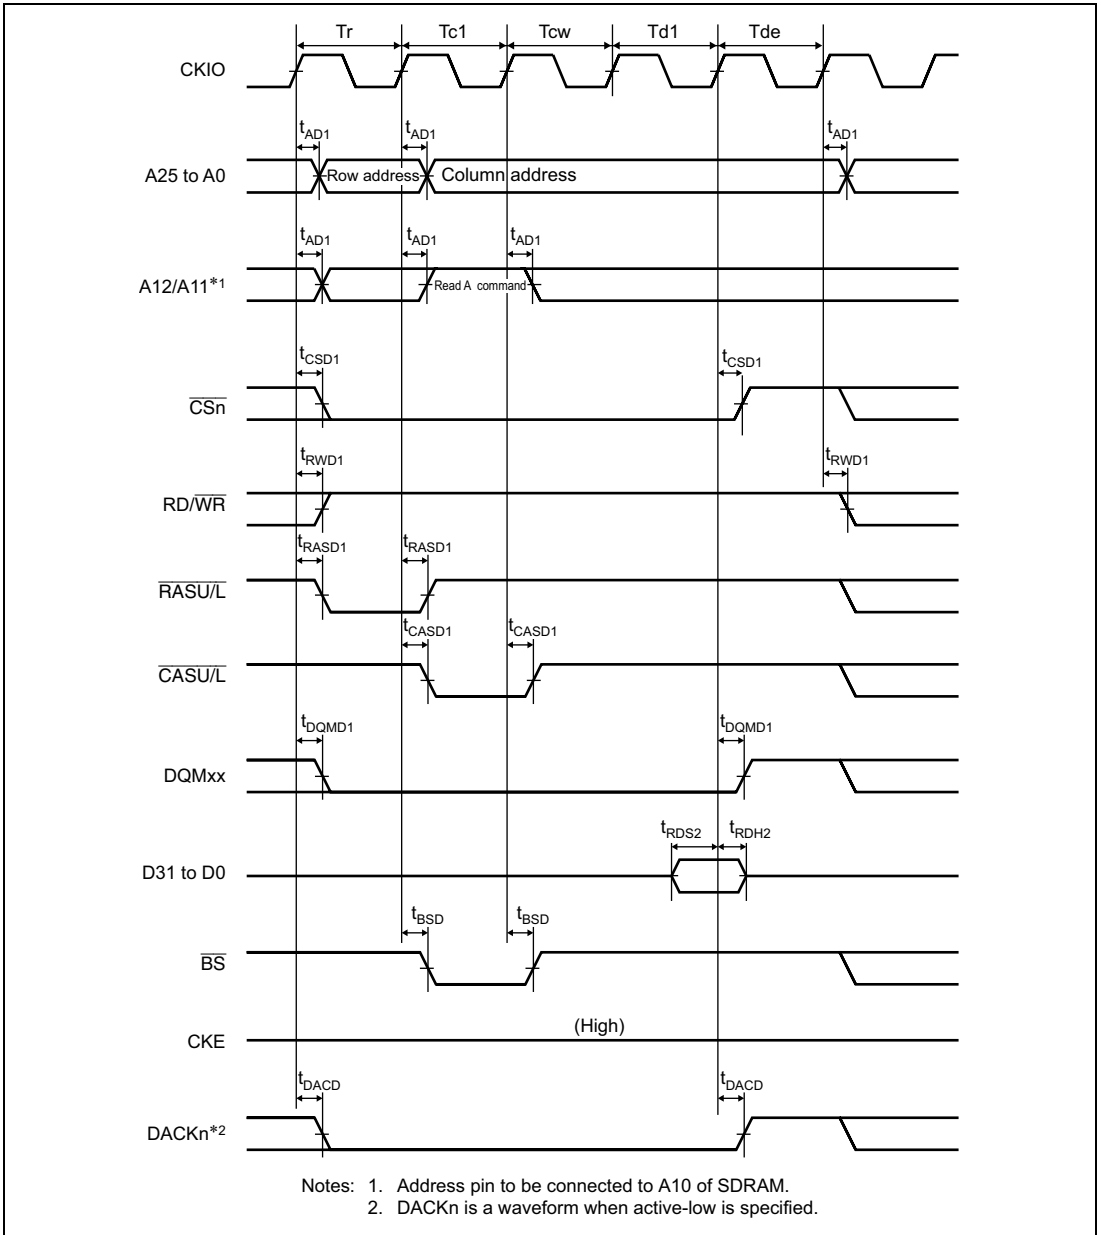 Tr Tc1 Tcw Td1 Tde
CKIO
tAD1 tAD1 tAD1
A25 to A0 Row address Column address
tAD1 tAD1 tAD1
A12/A11*1 Read A command
tCSD1 tCSD1
CSn
tRWD1 tRWD1
RD/WR
tRASD1 tRASD1
RASU/L
tCASD1 tCASD1
CASU/L
tDQMD1 tDQMD1
DQMxx
tRDS2 tRDH2
D31 to D0
tBSD tBSD
BS
(High)
CKE
tDACD tDACD
DACKn*2
Notes: 1. Address pin to be connected to A10 of SDRAM.
2. DACKn is a waveform when active-low is specified.